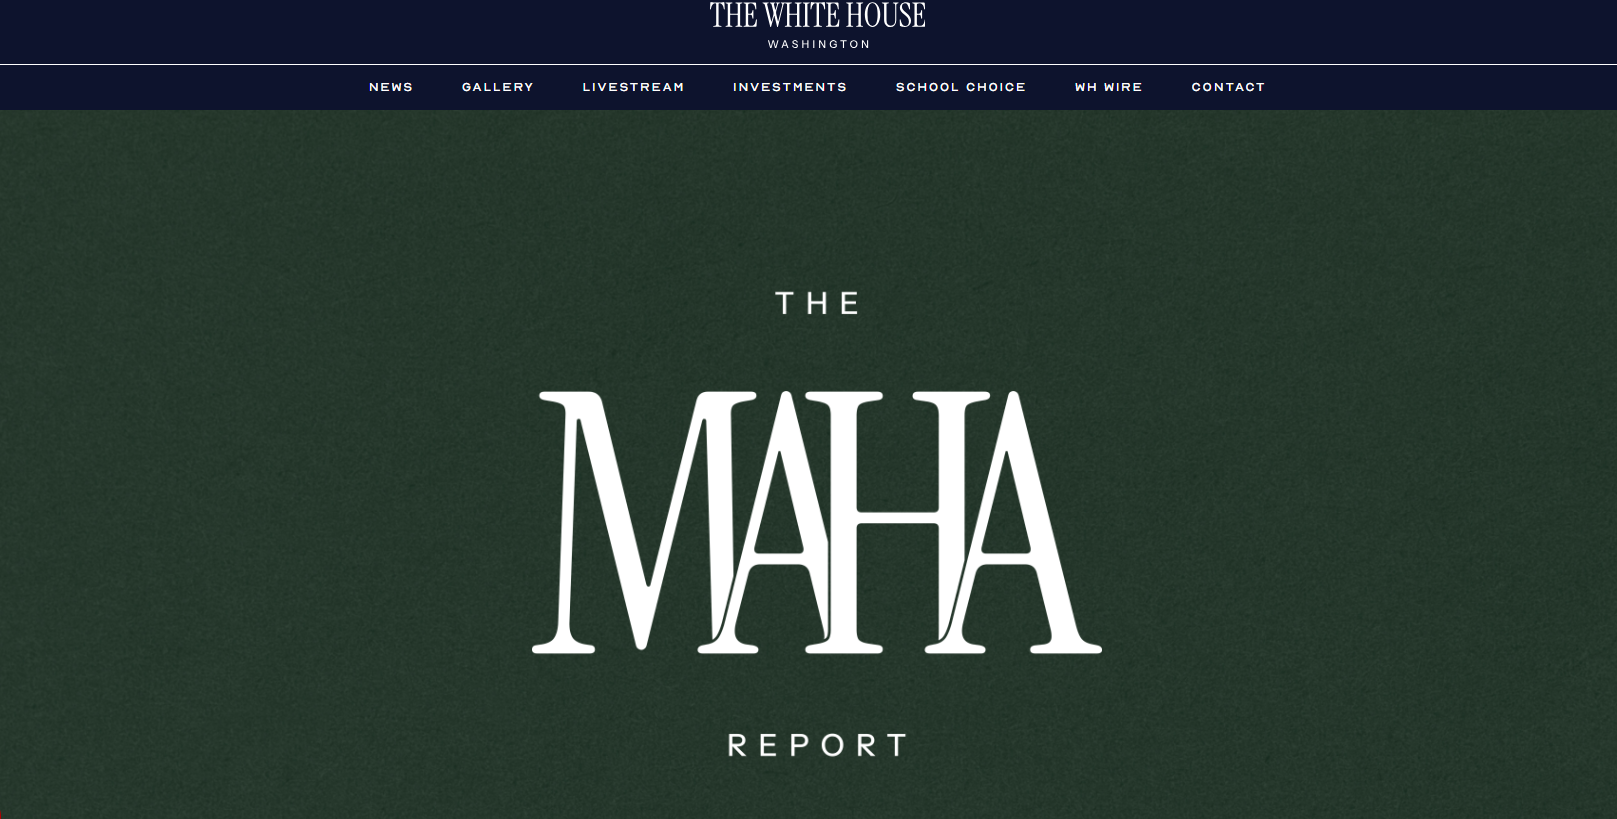 THE WHITE HOUSE
WASHINGTON
NEWS GALLERY LIVESTREAM INVESTMENTS SCHOOL CHOICE WH WIRE CONTACT
THE
MAHA
REPORT